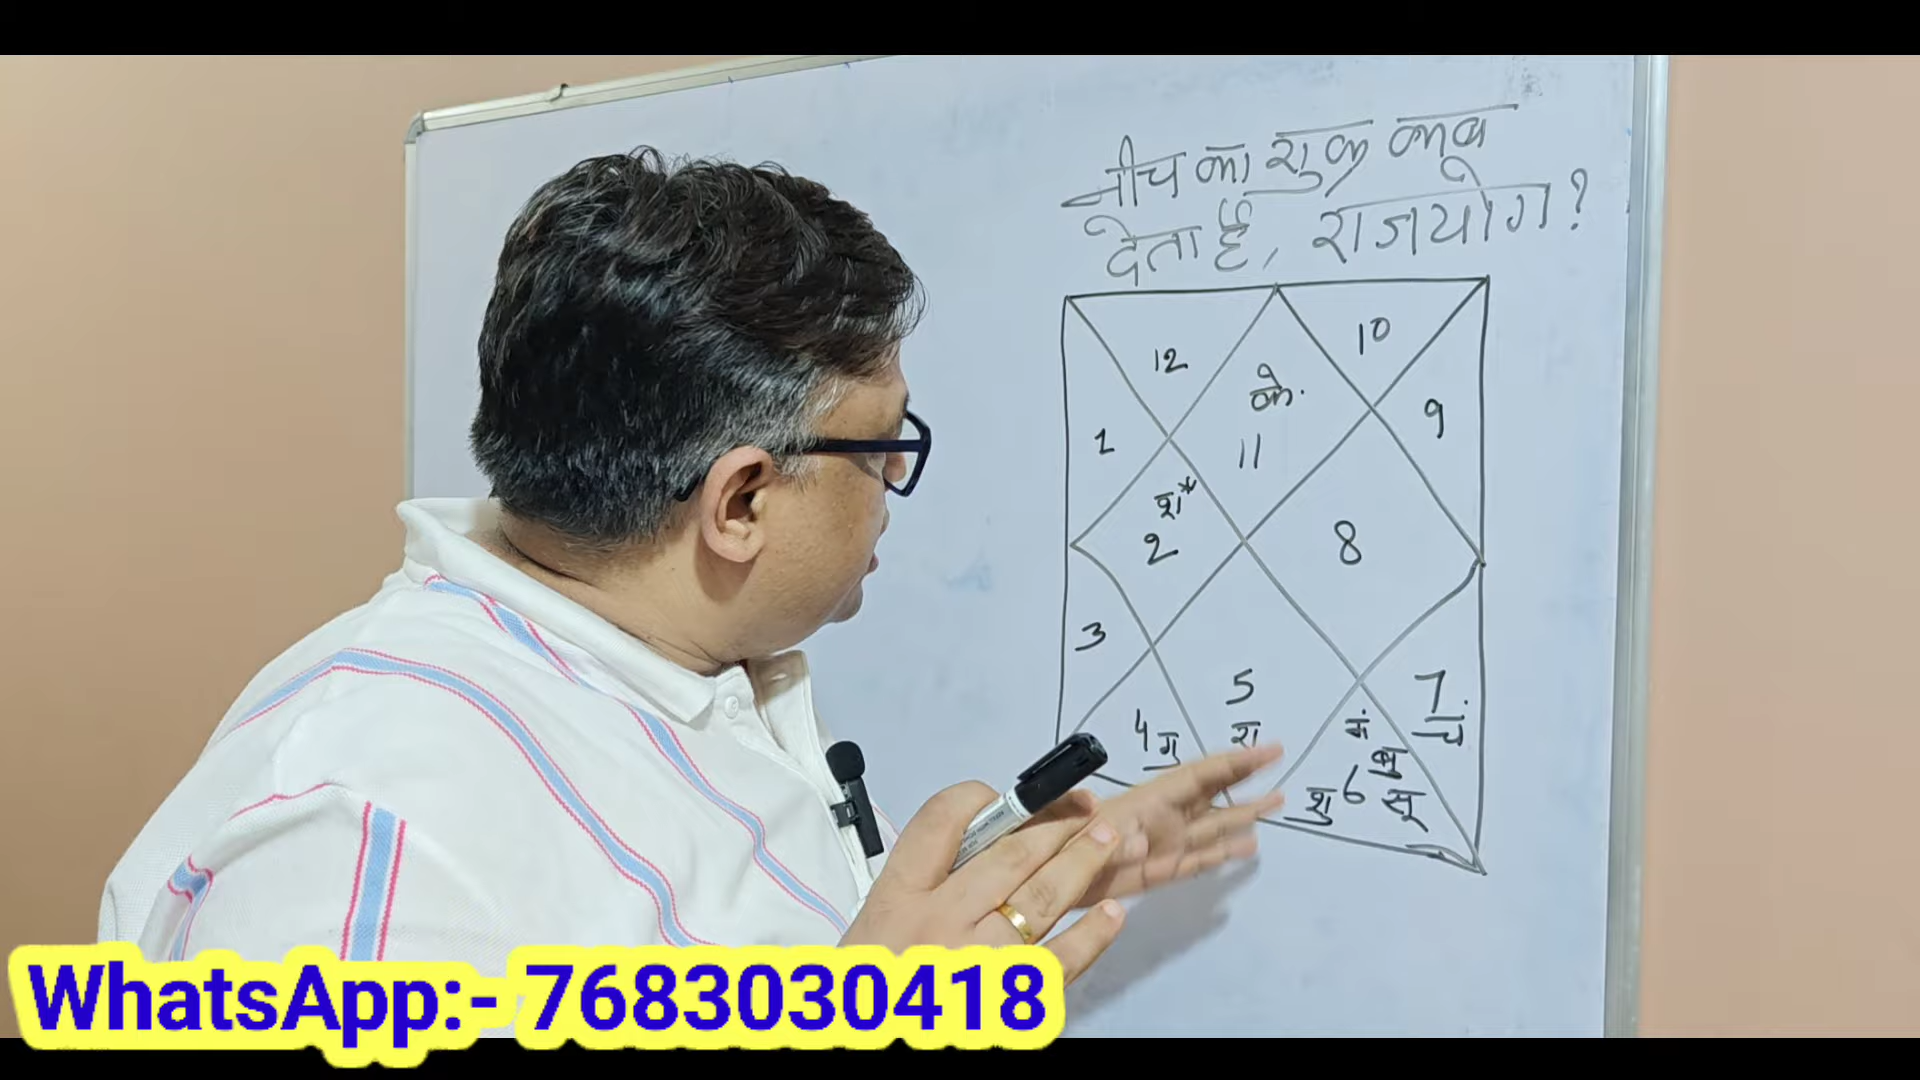 नीच का शुक्र कब
देता है, राजयोग?
12
10
के.
9
1
11
श*
2
8
3
5
रा
7
चं
4 गु
मं
बु
शु 6 सू
WhatsApp:- 7683030418